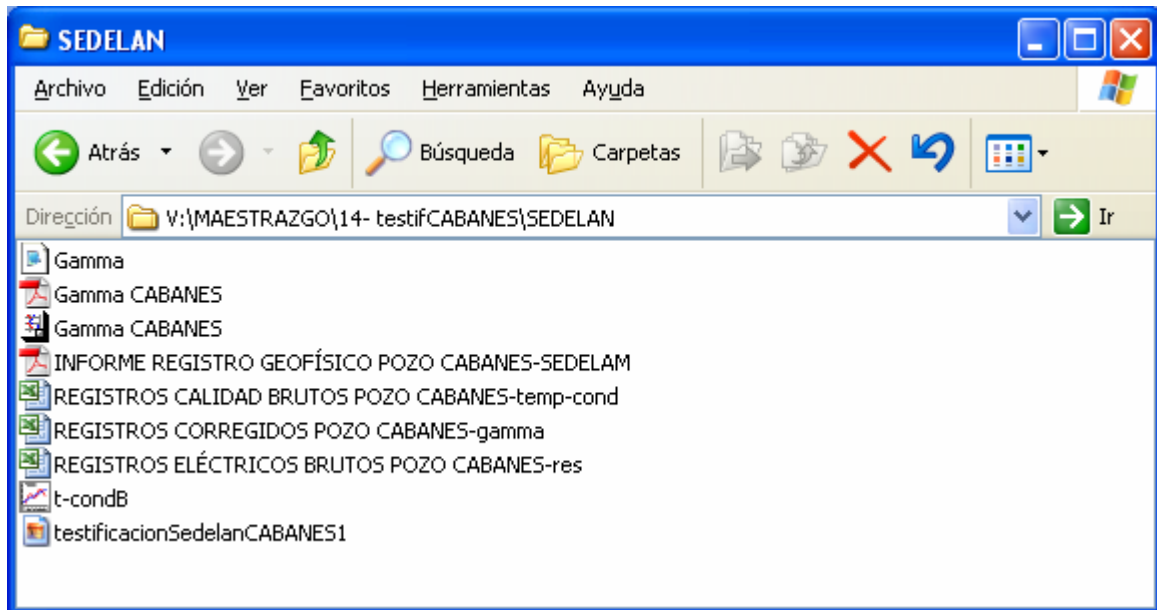 SEDELAN
Archivo Edición Ver Favoritos Herramientas Ayuda
Atrás Búsqueda Carpetas
Dirección V:\MAESTRAZGO\14- testifCABANES\SEDELAN Ir
Gamma
Gamma CABANES
Gamma CABANES
INFORME REGISTRO GEOFÍSICO POZO CABANES-SEDELAM
REGISTROS CALIDAD BRUTOS POZO CABANES-temp-cond
REGISTROS CORREGIDOS POZO CABANES-gamma
REGISTROS ELÉCTRICOS BRUTOS POZO CABANES-res
t-condB
testificacionSedelanCABANES1